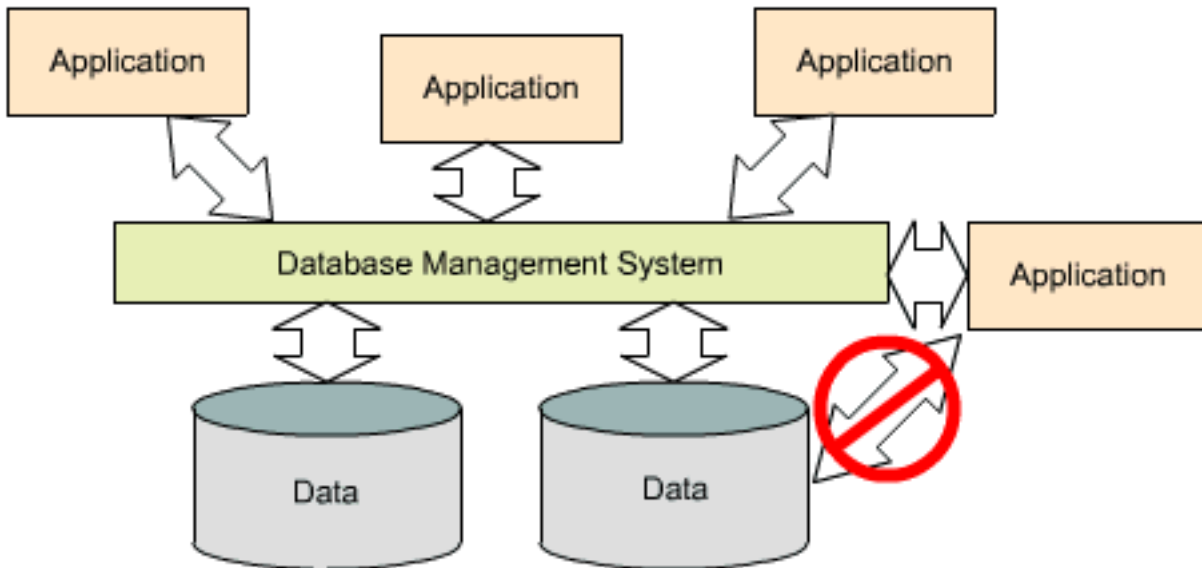 Application
Application
Application
Database Management System
Application
Data
Data